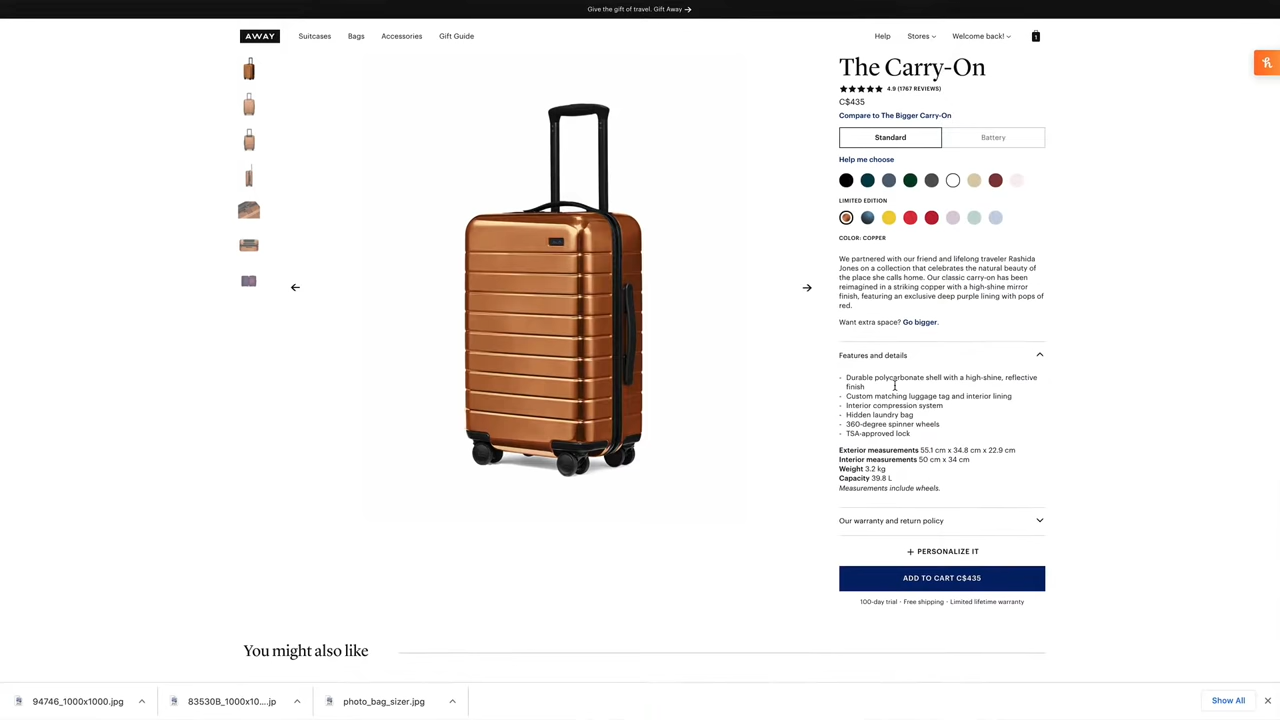 Give the gift of travel. Gift Away →
AWAY
Suitcases
Bags
Accessories
Gift Guide
Help
Stores
Welcome back!
1
The Carry-On
4.9 (1767 REVIEWS)
C$435
Compare to The Bigger Carry-On
Standard
Battery
Help me choose
LIMITED EDITION
COLOR: COPPER
We partnered with our friend and lifelong traveler Rashida
Jones on a collection that celebrates the natural beauty of
the place she calls home. Our classic carry-on has been
reimagined in a striking copper with a high-shine mirror
finish, featuring an exclusive deep purple lining with pops of
red.
Want extra space? Go bigger.
Features and details
- Durable polycarbonate shell with a high-shine, reflective
finish
- Custom matching luggage tag and interior lining
- Interior compression system
- Hidden laundry bag
- 360-degree spinner wheels
- TSA-approved lock
Exterior measurements 55.1 cm x 34.8 cm x 22.9 cm
Interior measurements 50 cm x 34 cm
Weight 3.2 kg
Capacity 39.8 L
Measurements include wheels.
Our warranty and return policy
+ PERSONALIZE IT
ADD TO CART C$435
100-day trial - Free shipping - Limited lifetime warranty
You might also like
94746_1000x1000.jpg
83530B_1000x10....jp
photo_bag_sizer.jpg
Show All